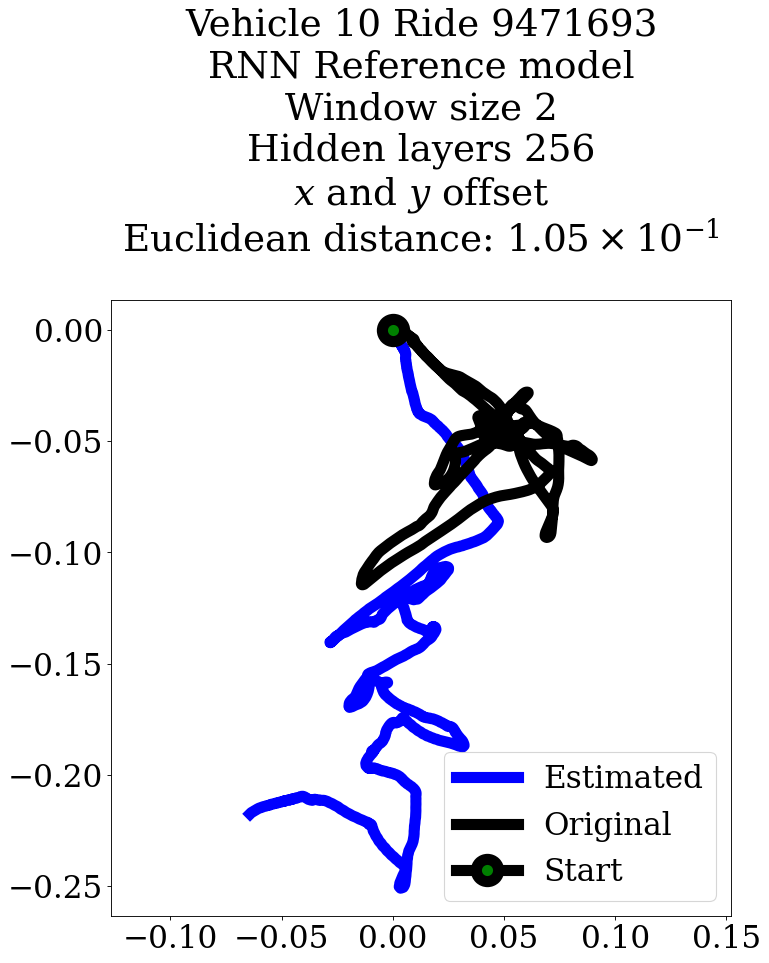 Vehicle 10 Ride 9471693
RNN Reference model
Window size 2
Hidden layers 256
x and y offset
Euclidean distance: 1.05 × 10⁻¹
0.00
−0.05
−0.10
−0.15
−0.20
−0.25
Estimated
Original
Start
−0.10 −0.05 0.00 0.05 0.10 0.15